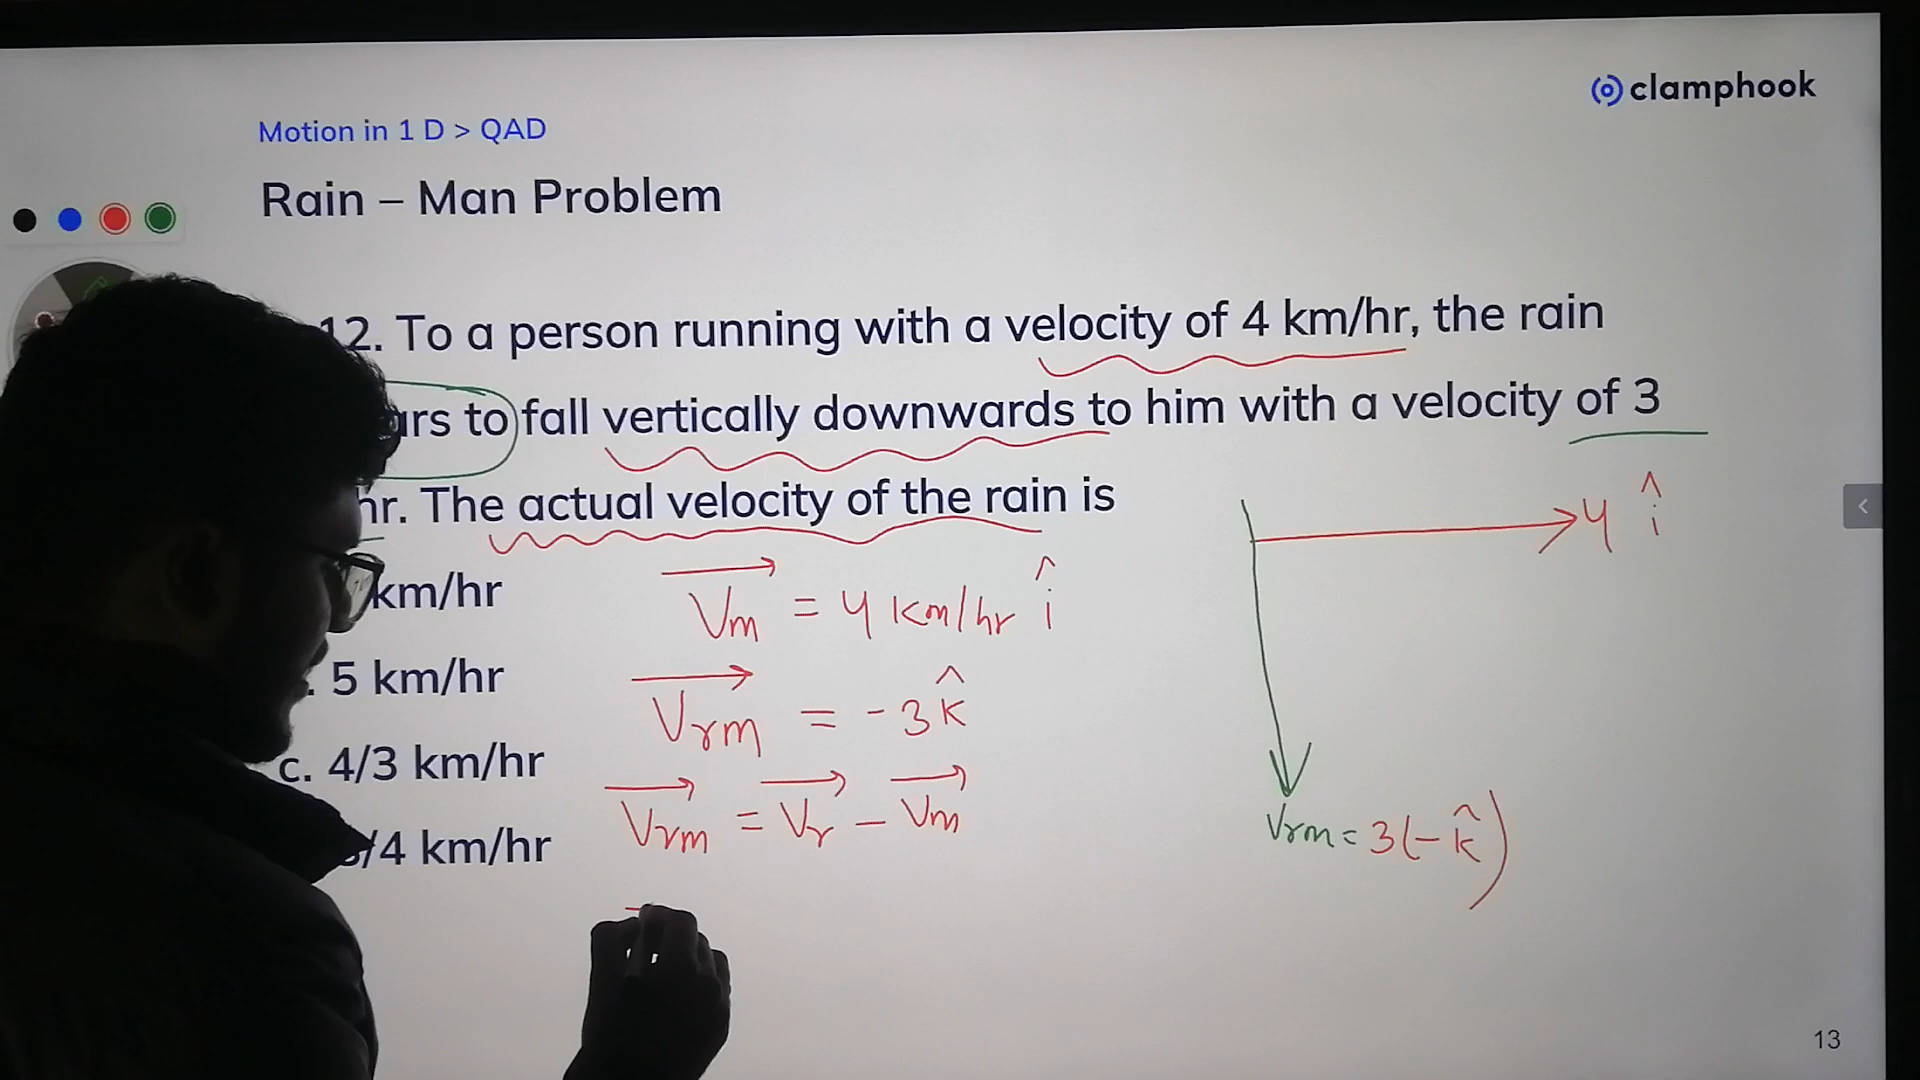 clamphook
Motion in 1 D > QAD
Rain – Man Problem
12. To a person running with a velocity of 4 km/hr, the rain
to fall vertically downwards to him with a velocity of 3
hr. The actual velocity of the rain is
4 î
Vm = 4 km/hr î
km/hr
Vrm = -3k̂
5 km/hr
Vrm = Vr - Vm
c. 4/3 km/hr
Vrm = 3(-k̂)
/4 km/hr
13